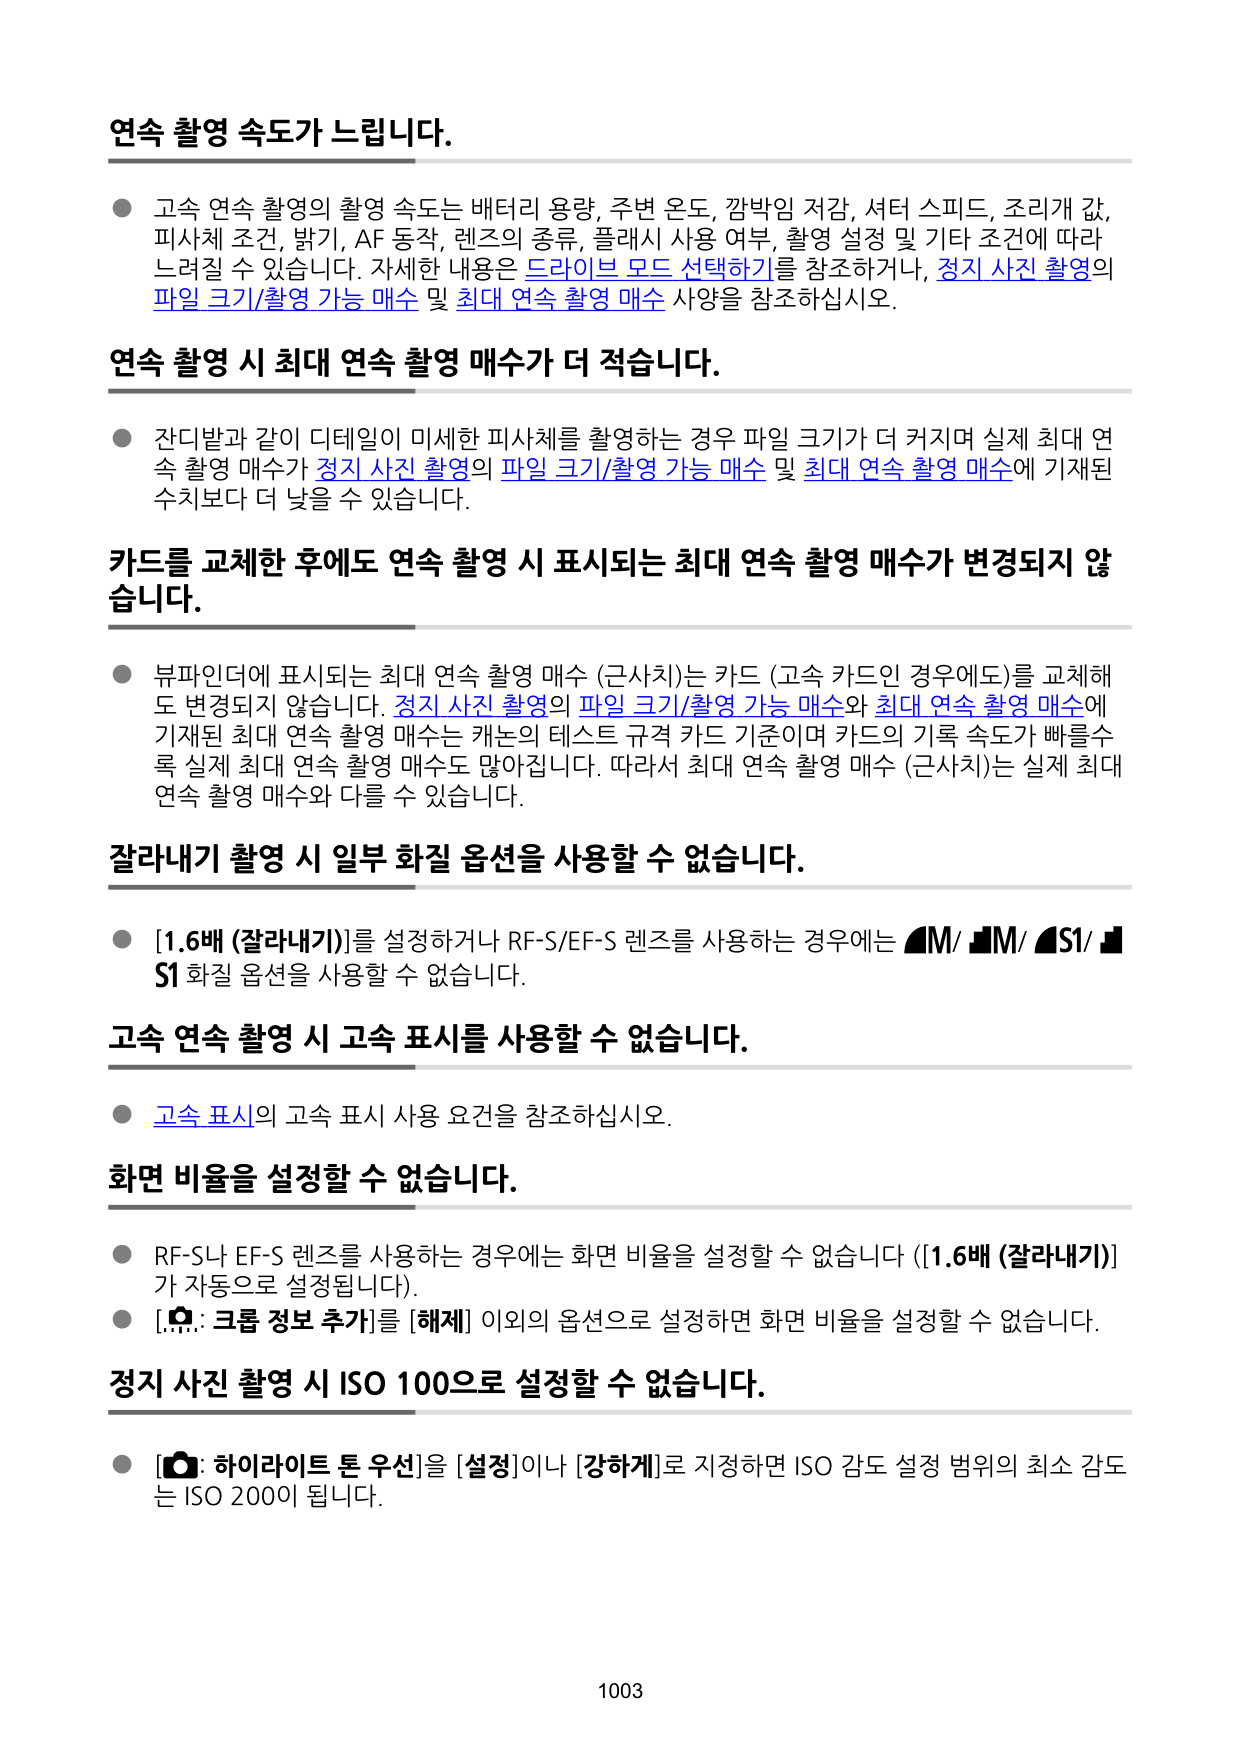 연속 촬영 속도가 느립니다.
● 고속 연속 촬영의 촬영 속도는 배터리 용량, 주변 온도, 깜박임 저감, 셔터 스피드, 조리개 값,
피사체 조건, 밝기, AF 동작, 렌즈의 종류, 플래시 사용 여부, 촬영 설정 및 기타 조건에 따라
느려질 수 있습니다. 자세한 내용은 드라이브 모드 선택하기를 참조하거나, 정지 사진 촬영의
파일 크기/촬영 가능 매수 및 최대 연속 촬영 매수 사양을 참조하십시오.
연속 촬영 시 최대 연속 촬영 매수가 더 적습니다.
● 잔디밭과 같이 디테일이 미세한 피사체를 촬영하는 경우 파일 크기가 더 커지며 실제 최대 연
속 촬영 매수가 정지 사진 촬영의 파일 크기/촬영 가능 매수 및 최대 연속 촬영 매수에 기재된
수치보다 더 낮을 수 있습니다.
카드를 교체한 후에도 연속 촬영 시 표시되는 최대 연속 촬영 매수가 변경되지 않
습니다.
● 뷰파인더에 표시되는 최대 연속 촬영 매수 (근사치)는 카드 (고속 카드인 경우에도)를 교체해
도 변경되지 않습니다. 정지 사진 촬영의 파일 크기/촬영 가능 매수와 최대 연속 촬영 매수에
기재된 최대 연속 촬영 매수는 캐논의 테스트 규격 카드 기준이며 카드의 기록 속도가 빠를수
록 실제 최대 연속 촬영 매수도 많아집니다. 따라서 최대 연속 촬영 매수 (근사치)는 실제 최대
연속 촬영 매수와 다를 수 있습니다.
잘라내기 촬영 시 일부 화질 옵션을 사용할 수 없습니다.
● [1.6배 (잘라내기)]를 설정하거나 RF-S/EF-S 렌즈를 사용하는 경우에는 M/ M/ S1/
S1 화질 옵션을 사용할 수 없습니다.
고속 연속 촬영 시 고속 표시를 사용할 수 없습니다.
● 고속 표시의 고속 표시 사용 요건을 참조하십시오.
화면 비율을 설정할 수 없습니다.
● RF-S나 EF-S 렌즈를 사용하는 경우에는 화면 비율을 설정할 수 없습니다 ([1.6배 (잘라내기)]
가 자동으로 설정됩니다).
● [: 크롭 정보 추가]를 [해제] 이외의 옵션으로 설정하면 화면 비율을 설정할 수 없습니다.
정지 사진 촬영 시 ISO 100으로 설정할 수 없습니다.
● [: 하이라이트 톤 우선]을 [설정]이나 [강하게]로 지정하면 ISO 감도 설정 범위의 최소 감도
는 ISO 200이 됩니다.
1003